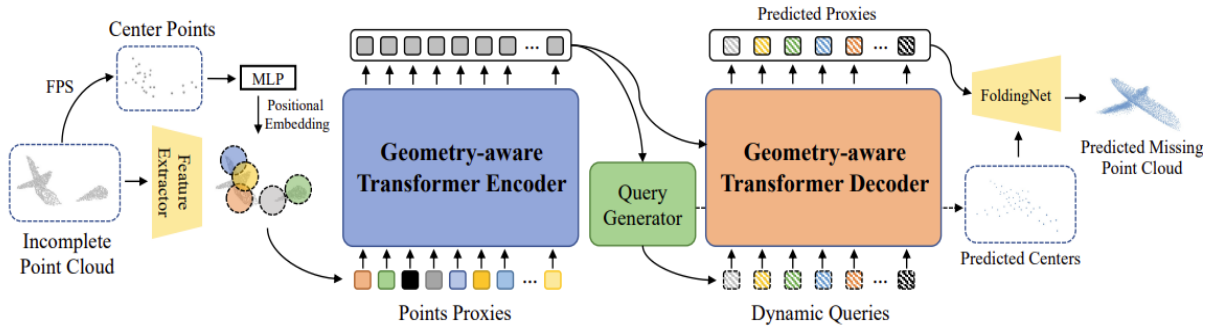 Center Points
FPS
MLP
Positional
Embedding
Feature
Extractor
Incomplete
Point Cloud
...
Geometry-aware
Transformer Encoder
...
Points Proxies
Query
Generator
Predicted Proxies
...
Geometry-aware
Transformer Decoder
...
Dynamic Queries
FoldingNet
Predicted Missing
Point Cloud
Predicted Centers